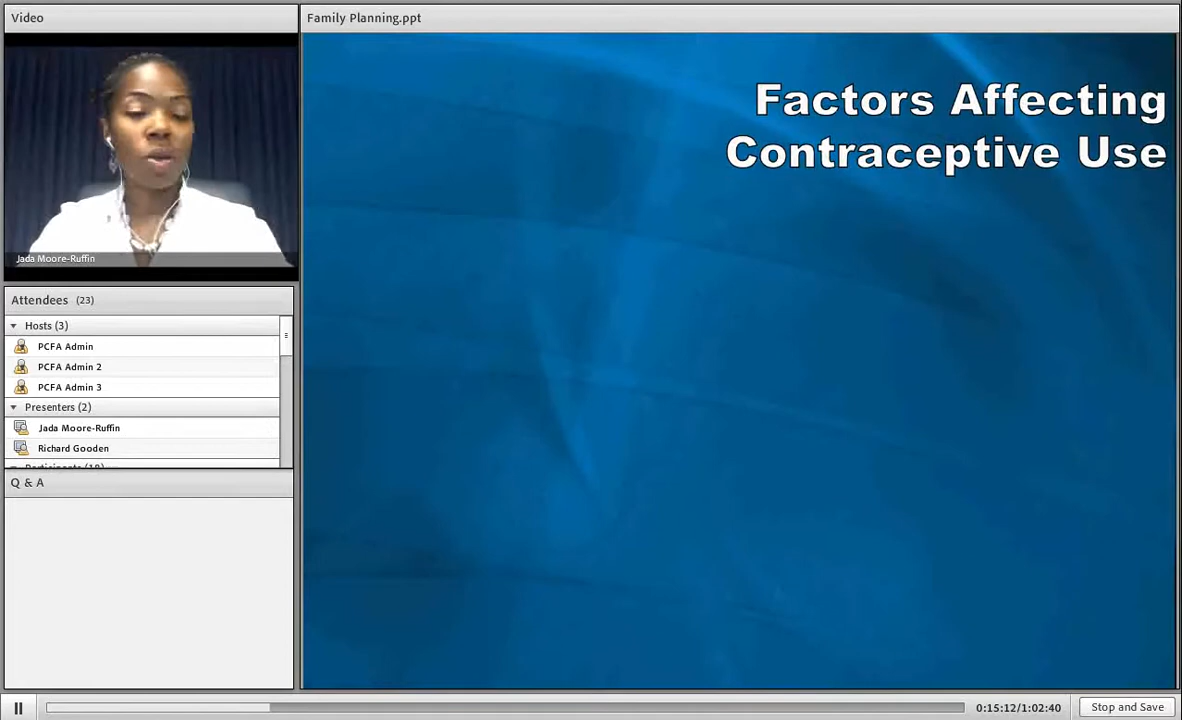 Video
Family Planning.ppt
Factors Affecting
Contraceptive Use
Jada Moore-Ruffin
Attendees (23)
Hosts (3)
PCFA Admin
PCFA Admin 2
PCFA Admin 3
Presenters (2)
Jada Moore-Ruffin
Richard Gooden
Participants (18)
Q & A
0:15:12/1:02:40
Stop and Save